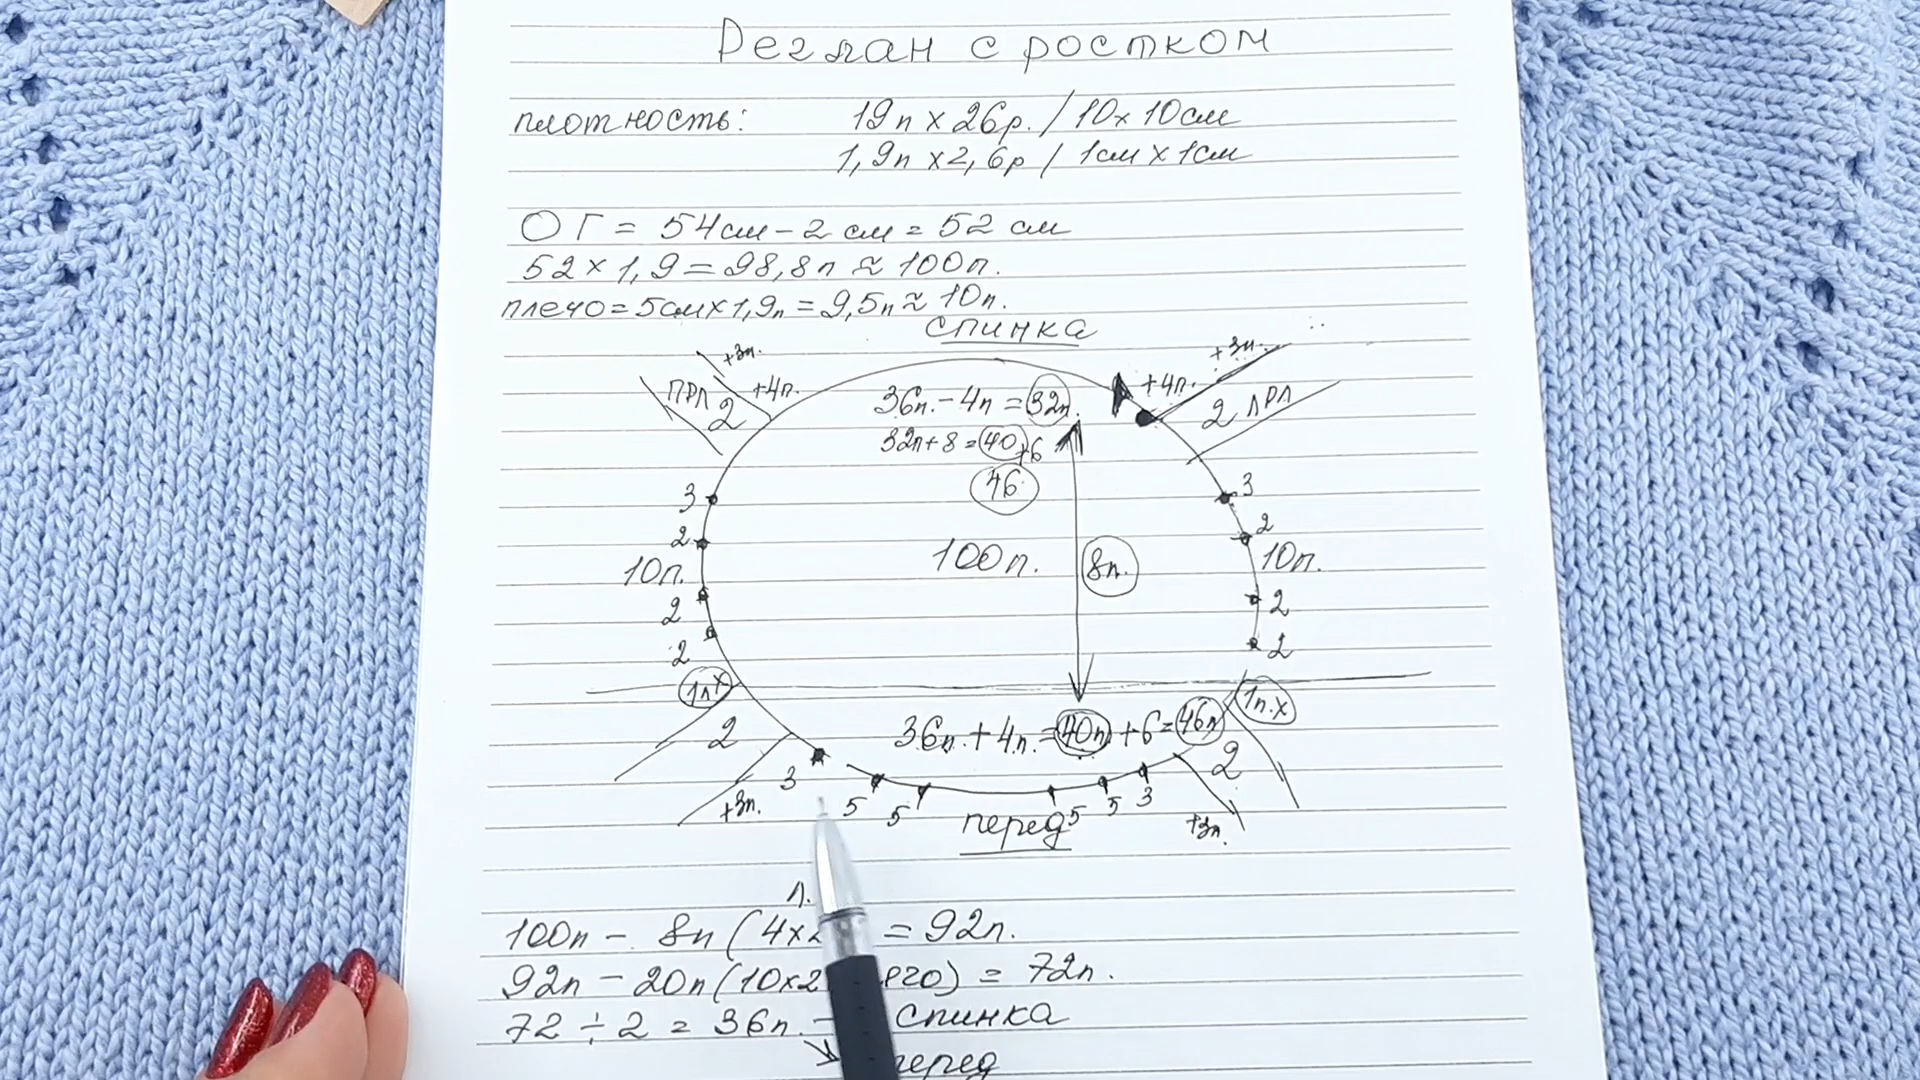 Реглан с ростком
плотность: 19п х 26р. / 10х10см
1,9п х 2,6р / 1см х 1см
ОГ = 54см - 2 см = 52 см
52 х 1,9 = 98,8п ≈ 100п.
плечо = 5см х 1,9п = 9,5п ≈ 10п.
спинка
+3п. +3п.
ПРЛ 2 +4п. 36п. - 4п = 32п. +4п. 2 ЛРЛ
32п + 8 = 40 +6
46
3 3
2 2
10п. 100п. 8п. 10п.
2 2
2 2
1п х 1п.х
2 36п. + 4п. = 40п + 6 = 46п 2
3 5 5 5 5 3
+3п. перед +3п.
л.
100п - 8п (4х2 = 92п.
92п - 20п (10х2 = 72п.
72 ÷ 2 = 36п. спинка
перед